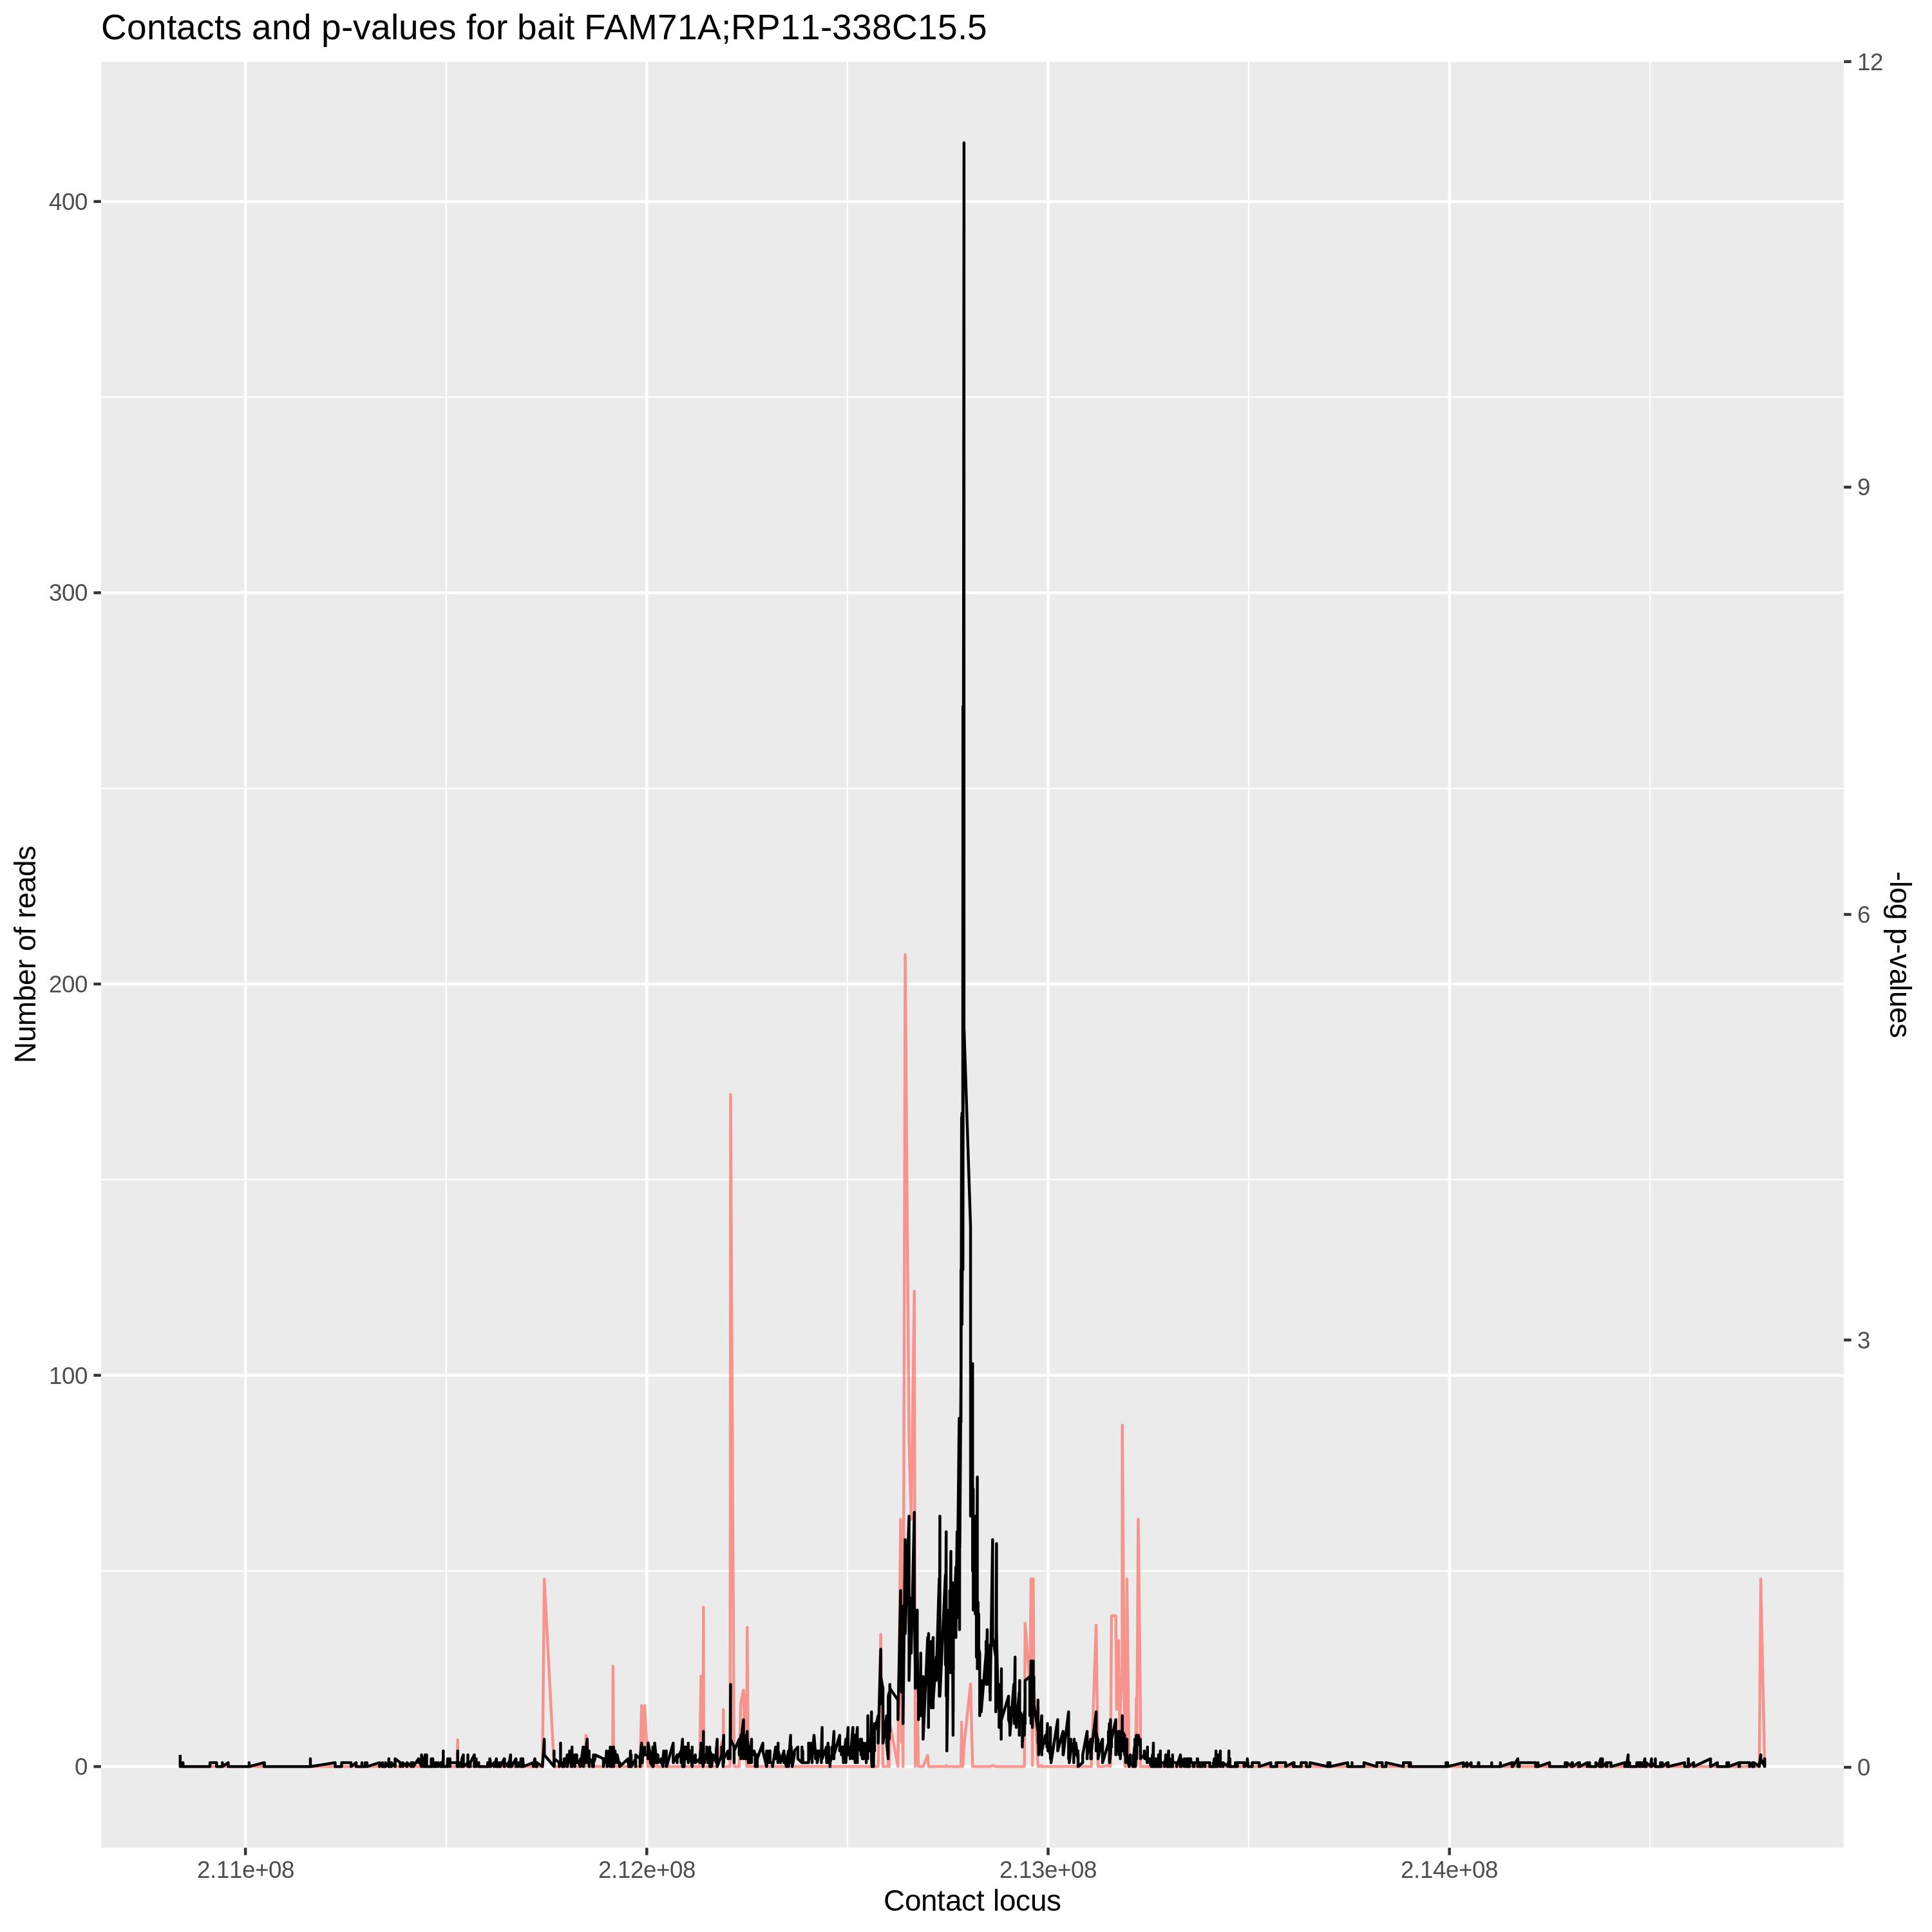 Contacts and p-values for bait FAM71A;RP11-338C15.5
12
400
9
300
6
200
3
100
0
0
Number of reads
-log p-values
2.11e+08
2.12e+08
2.13e+08
2.14e+08
Contact locus